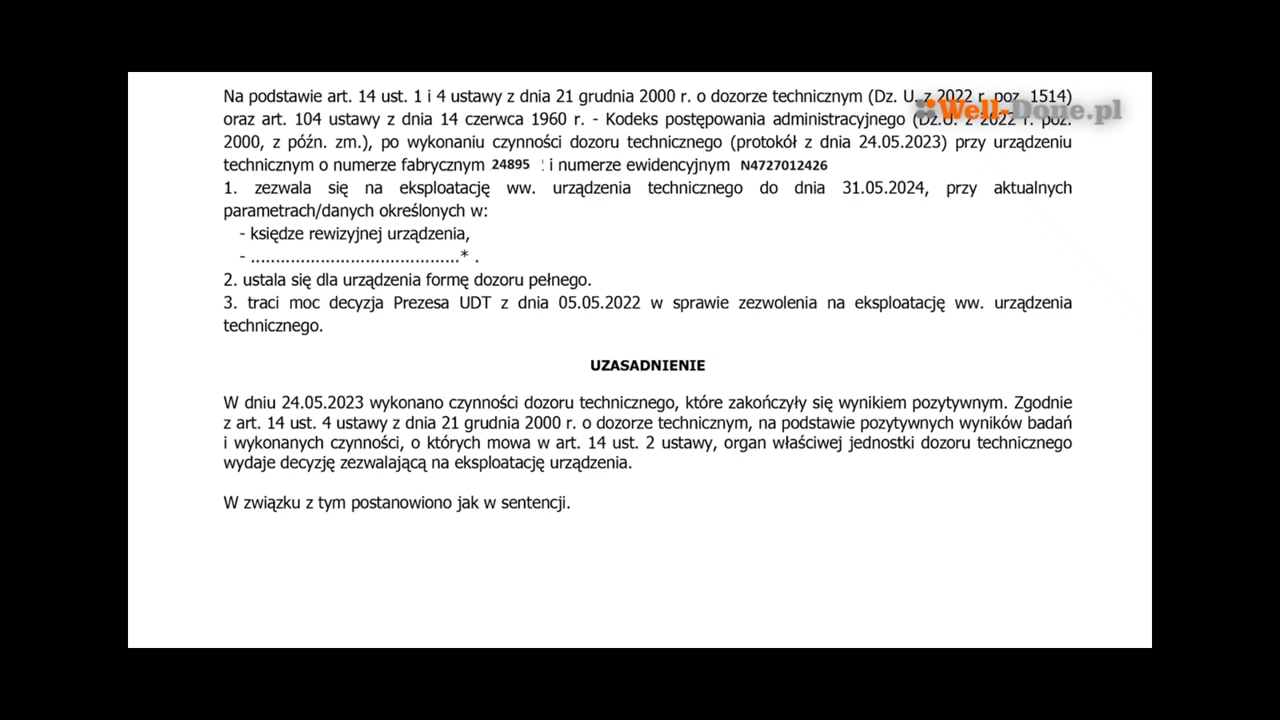 Na podstawie art. 14 ust. 1 i 4 ustawy z dnia 21 grudnia 2000 r. o dozorze technicznym (Dz. U. z 2022 r. poz. 1514)
Well-Done.pl
oraz art. 104 ustawy z dnia 14 czerwca 1960 r. - Kodeks postępowania administracyjnego (Dz.U. z 2022 r. poz.
2000, z późn. zm.), po wykonaniu czynności dozoru technicznego (protokół z dnia 24.05.2023) przy urządzeniu
technicznym o numerze fabrycznym 24895 i numerze ewidencyjnym N4727012426
1. zezwala się na eksploatację ww. urządzenia technicznego do dnia 31.05.2024, przy aktualnych
parametrach/danych określonych w:
- księdze rewizyjnej urządzenia,
- ..........................................* .
2. ustala się dla urządzenia formę dozoru pełnego.
3. traci moc decyzja Prezesa UDT z dnia 05.05.2022 w sprawie zezwolenia na eksploatację ww. urządzenia
technicznego.
UZASADNIENIE
W dniu 24.05.2023 wykonano czynności dozoru technicznego, które zakończyły się wynikiem pozytywnym. Zgodnie
z art. 14 ust. 4 ustawy z dnia 21 grudnia 2000 r. o dozorze technicznym, na podstawie pozytywnych wyników badań
i wykonanych czynności, o których mowa w art. 14 ust. 2 ustawy, organ właściwej jednostki dozoru technicznego
wydaje decyzję zezwalającą na eksploatację urządzenia.
W związku z tym postanowiono jak w sentencji.